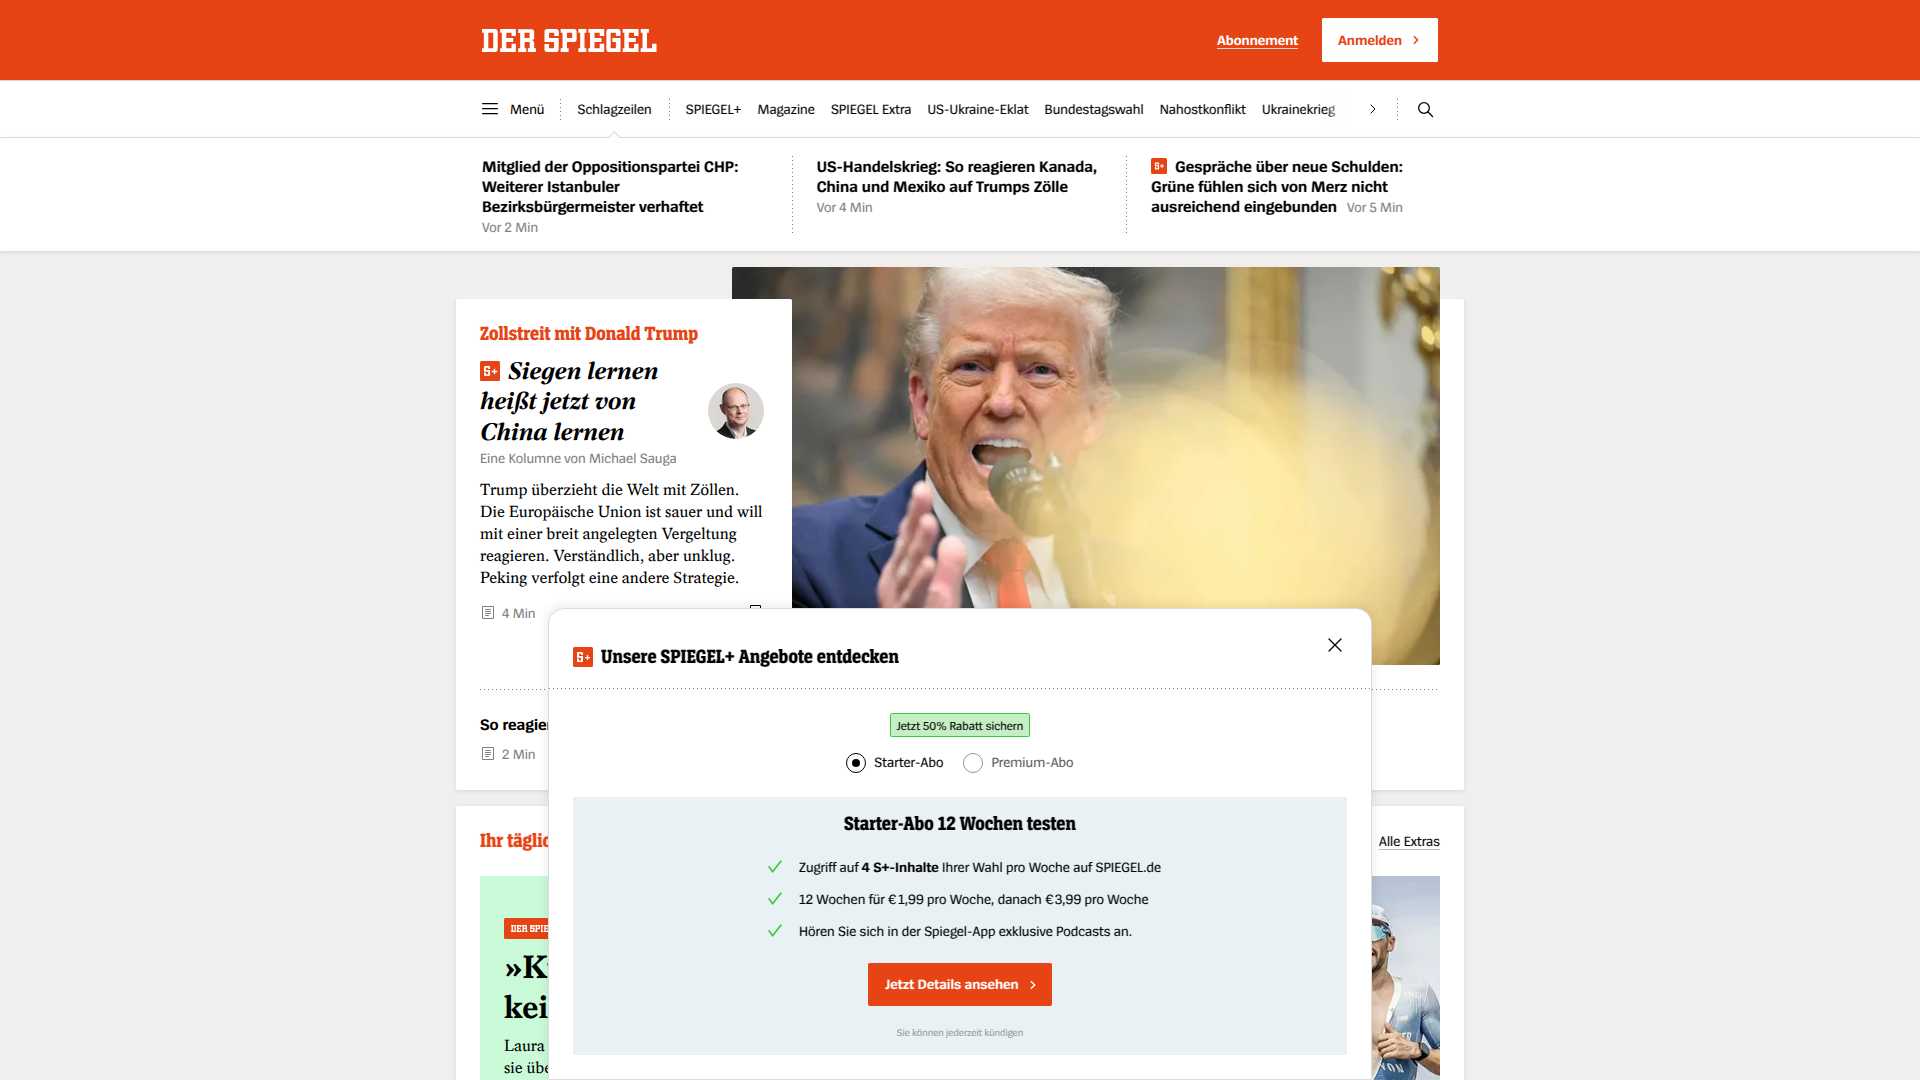 DER SPIEGEL
Abonnement
Anmelden
Menü
Schlagzeilen
SPIEGEL+
Magazine
SPIEGEL Extra
US-Ukraine-Eklat
Bundestagswahl
Nahostkonflikt
Ukrainekrieg
Mitglied der Oppositionspartei CHP:
Weiterer Istanbuler
Bezirksbürgermeister verhaftet
Vor 2 Min
US-Handelskrieg: So reagieren Kanada,
China und Mexiko auf Trumps Zölle
Vor 4 Min
S+ Gespräche über neue Schulden:
Grüne fühlen sich von Merz nicht
ausreichend eingebunden Vor 5 Min
Zollstreit mit Donald Trump
S+ Siegen lernen
heißt jetzt von
China lernen
Eine Kolumne von Michael Sauga
Trump überzieht die Welt mit Zöllen.
Die Europäische Union ist sauer und will
mit einer breit angelegten Vergeltung
reagieren. Verständlich, aber unklug.
Peking verfolgt eine andere Strategie.
4 Min
S+ Unsere SPIEGEL+ Angebote entdecken
So reagie
2 Min
Jetzt 50% Rabatt sichern
Starter-Abo
Premium-Abo
Starter-Abo 12 Wochen testen
Zugriff auf 4 S+-Inhalte Ihrer Wahl pro Woche auf SPIEGEL.de
12 Wochen für € 1,99 pro Woche, danach € 3,99 pro Woche
Hören Sie sich in der Spiegel-App exklusive Podcasts an.
Jetzt Details ansehen
Sie können jederzeit kündigen
Ihr täglic
Alle Extras
DER SPIE
»K
kei
Laura
sie übe